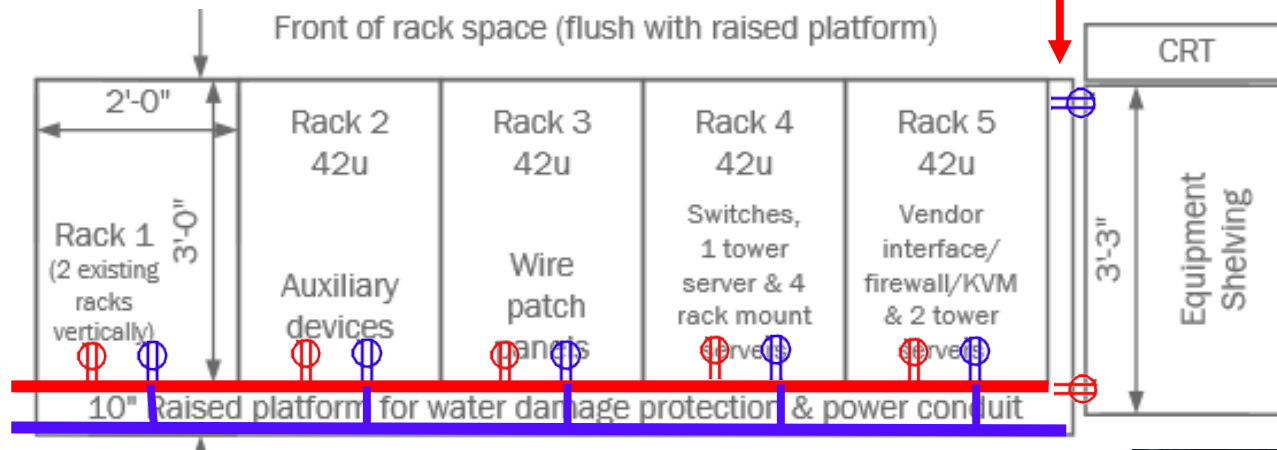 Front of rack space (flush with raised platform)
CRT
2'-0"
3'-0"
Rack 1
(2 existing
racks
vertically)
Rack 2
42u
Auxiliary
devices
Rack 3
42u
Wire
patch
panels
Rack 4
42u
Switches,
1 tower
server & 4
rack mount
servers
Rack 5
42u
Vendor
interface/
firewall/KVM
& 2 tower
servers
3'-3"
Equipment
Shelving
10" Raised platform for water damage protection & power conduit